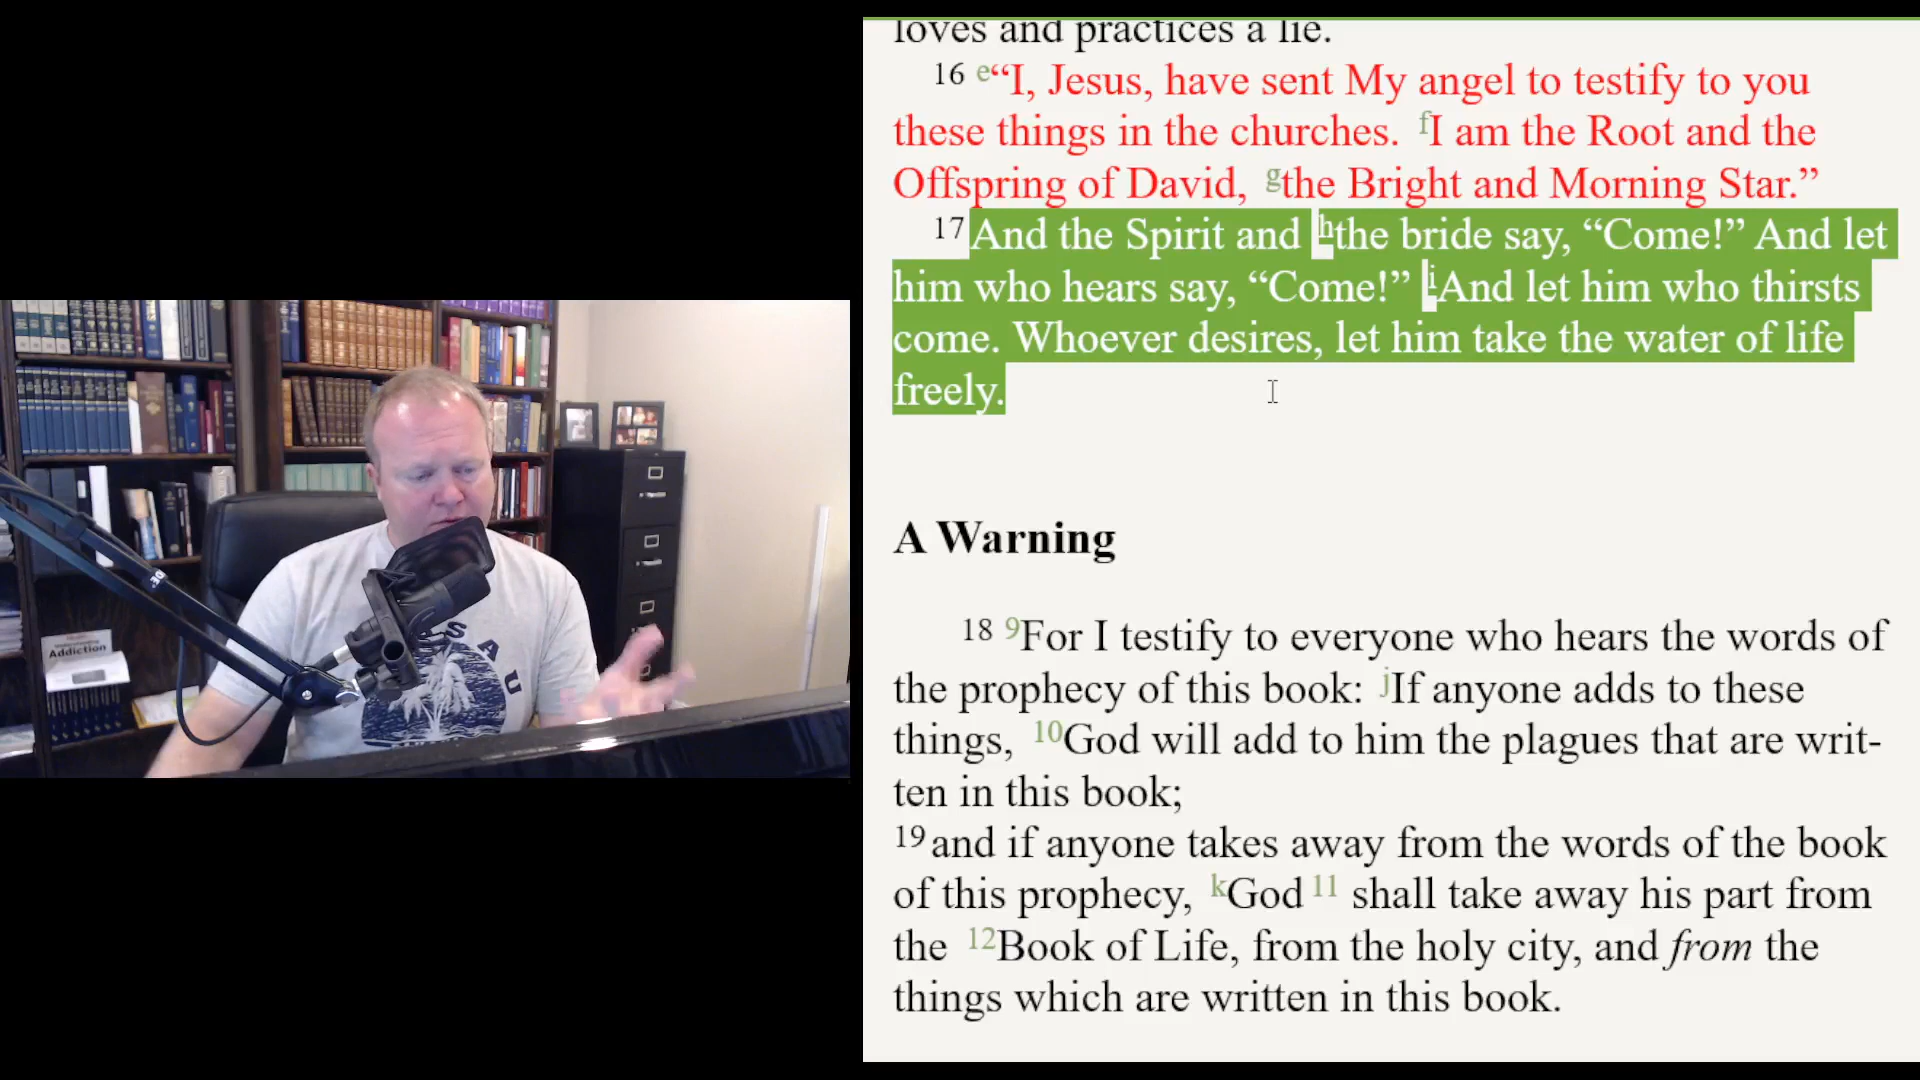 loves and practices a lie.
16 e“I, Jesus, have sent My angel to testify to you
these things in the churches. fI am the Root and the
Offspring of David, gthe Bright and Morning Star.”
17 And the Spirit and hthe bride say, “Come!” And let
him who hears say, “Come!” iAnd let him who thirsts
come. Whoever desires, let him take the water of life
freely.
A Warning
18 9For I testify to everyone who hears the words of
the prophecy of this book: jIf anyone adds to these
things, 10God will add to him the plagues that are writ-
ten in this book;
19 and if anyone takes away from the words of the book
of this prophecy, kGod 11 shall take away his part from
the 12Book of Life, from the holy city, and from the
things which are written in this book.
Addiction
SAU